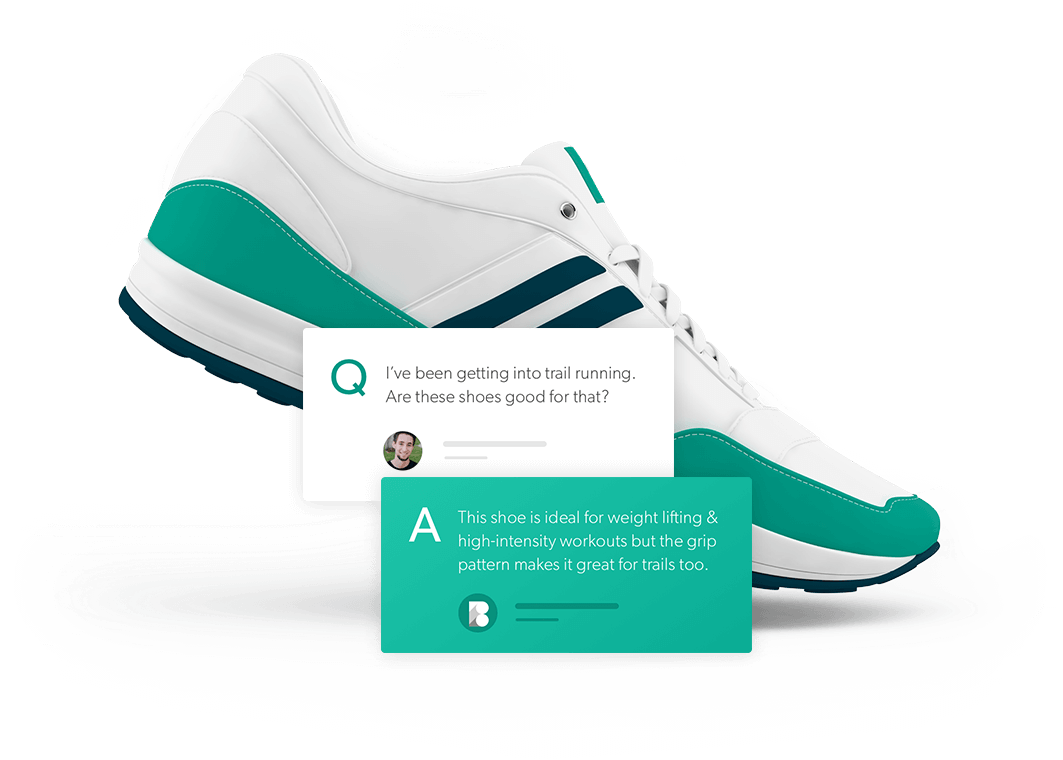 Q
I've been getting into trail running.
Are these shoes good for that?
A
This shoe is ideal for weight lifting &
high-intensity workouts but the grip
pattern makes it great for trails too.
B